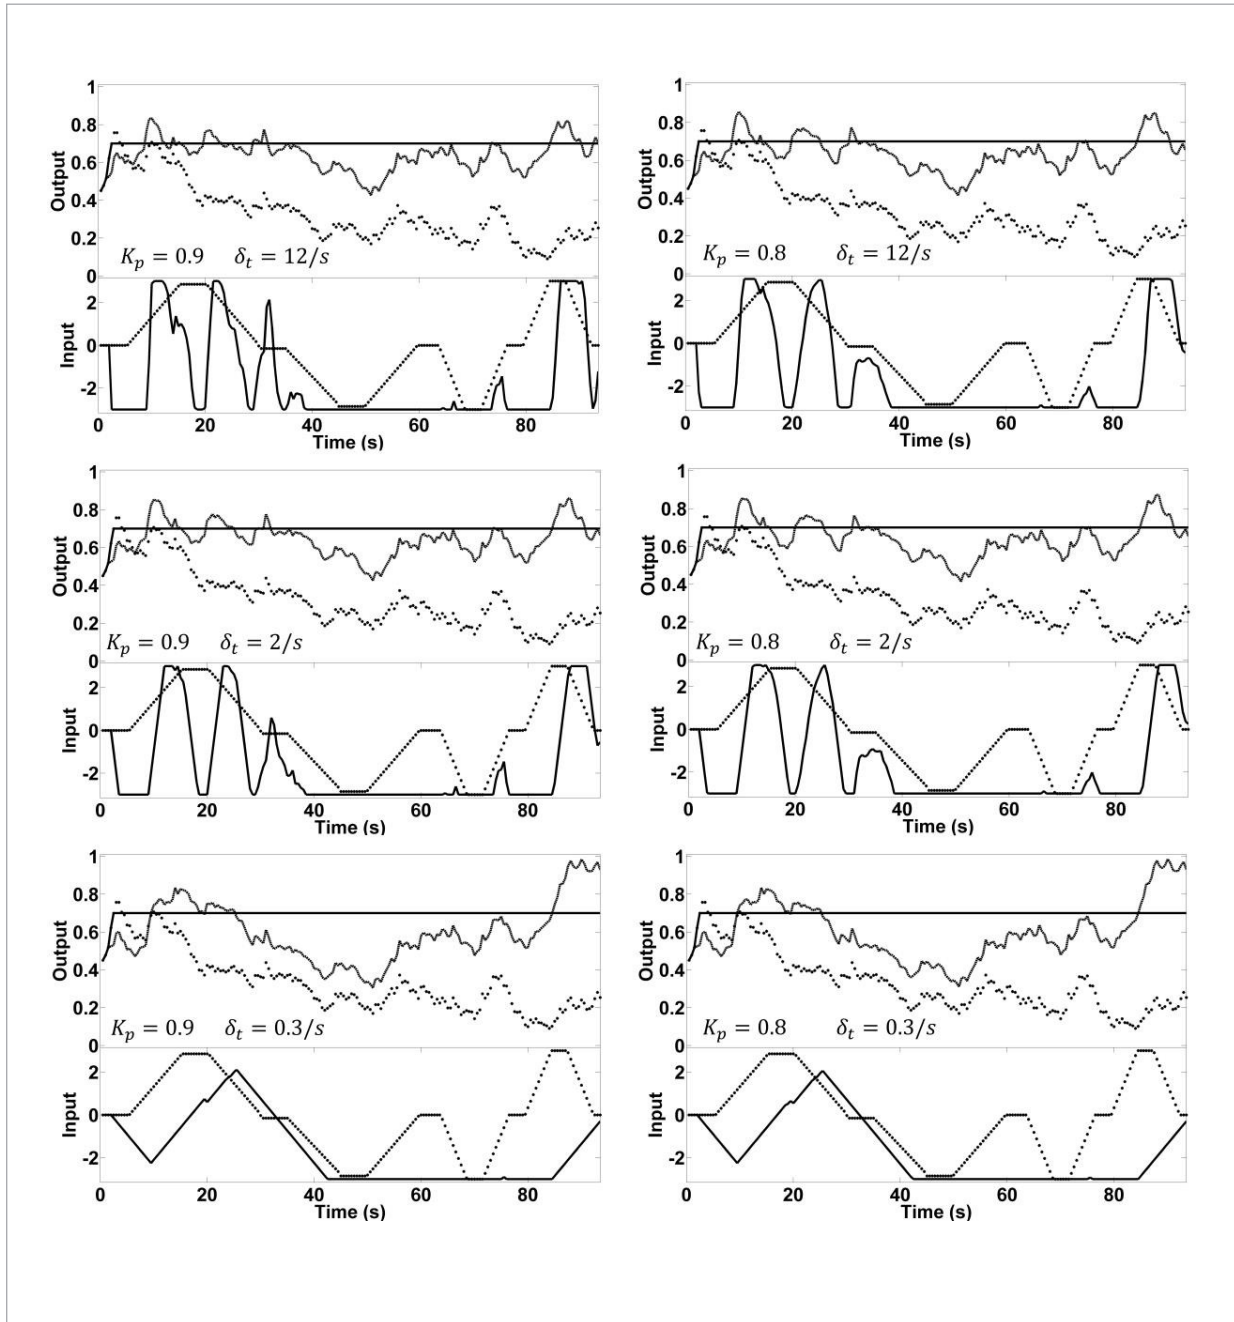 1
0.8
0.6
0.4
0.2
0
Output
K_p = 0.9 δ_t = 12/s
2
0
-2
Input
0 20 40 60 80
Time (s)
1
0.8
0.6
0.4
0.2
0
Output
K_p = 0.8 δ_t = 12/s
2
0
-2
Input
0 20 40 60 80
Time (s)
1
0.8
0.6
0.4
0.2
0
Output
K_p = 0.9 δ_t = 2/s
2
0
-2
Input
0 20 40 60 80
Time (s)
1
0.8
0.6
0.4
0.2
0
Output
K_p = 0.8 δ_t = 2/s
2
0
-2
Input
0 20 40 60 80
Time (s)
1
0.8
0.6
0.4
0.2
0
Output
K_p = 0.9 δ_t = 0.3/s
2
0
-2
Input
0 20 40 60 80
Time (s)
1
0.8
0.6
0.4
0.2
0
Output
K_p = 0.8 δ_t = 0.3/s
2
0
-2
Input
0 20 40 60 80
Time (s)